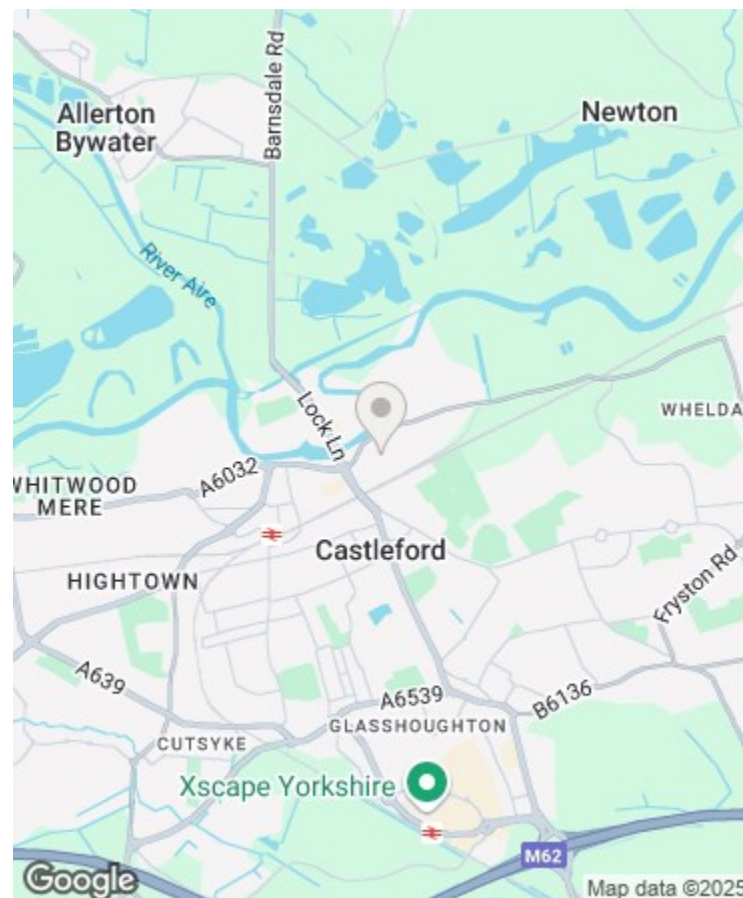 Barnsdale Rd
Allerton
Bywater
Newton
River Aire
Lock Ln
WHELDA
A6032
WHITWOOD
MERE
Castleford
HIGHTOWN
Fryston Rd
A639
A6539
B6136
GLASSHOUGHTON
CUTSYKE
Xscape Yorkshire
M62
Google
Map data ©2025